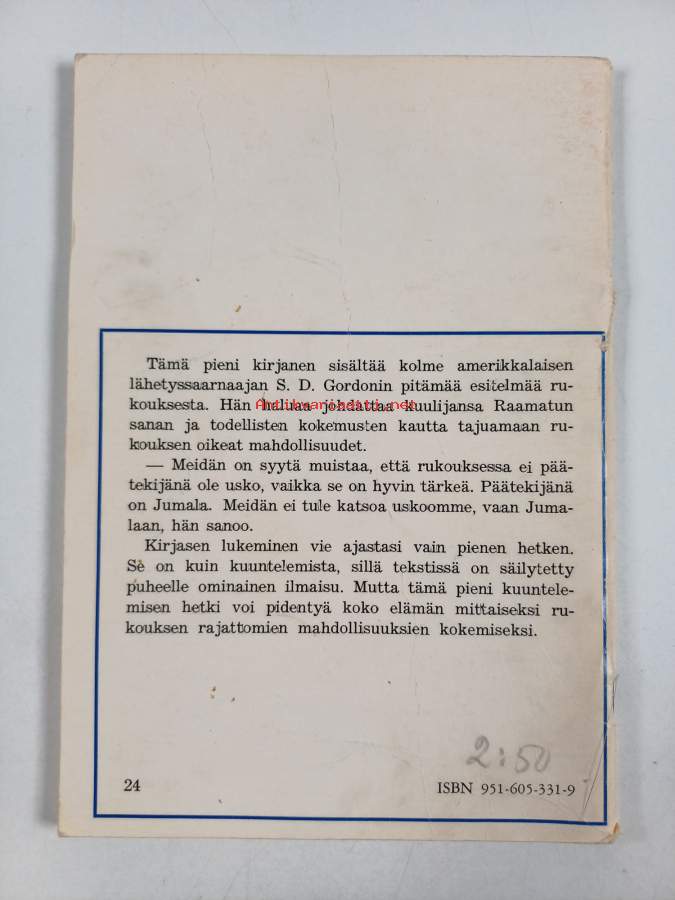 Tämä pieni kirjanen sisältää kolme amerikkalaisen
lähetyssaarnaajan S. D. Gordonin pitämää esitelmää ru-
kouksesta. Hän haluaa johdattaa kuulijansa Raamatun
Antikvariaatti.net
sanan ja todellisten kokemusten kautta tajuamaan ru-
kouksen oikeat mahdollisuudet.
— Meidän on syytä muistaa, että rukouksessa ei pää-
tekijänä ole usko, vaikka se on hyvin tärkeä. Päätekijänä
on Jumala. Meidän ei tule katsoa uskoomme, vaan Juma-
laan, hän sanoo.
Kirjasen lukeminen vie ajastasi vain pienen hetken.
Se on kuin kuuntelemista, sillä tekstissä on säilytetty
puheelle ominainen ilmaisu. Mutta tämä pieni kuuntele-
misen hetki voi pidentyä koko elämän mittaiseksi ru-
kouksen rajattomien mahdollisuuksien kokemiseksi.
2:50
24
ISBN 951-605-331-9